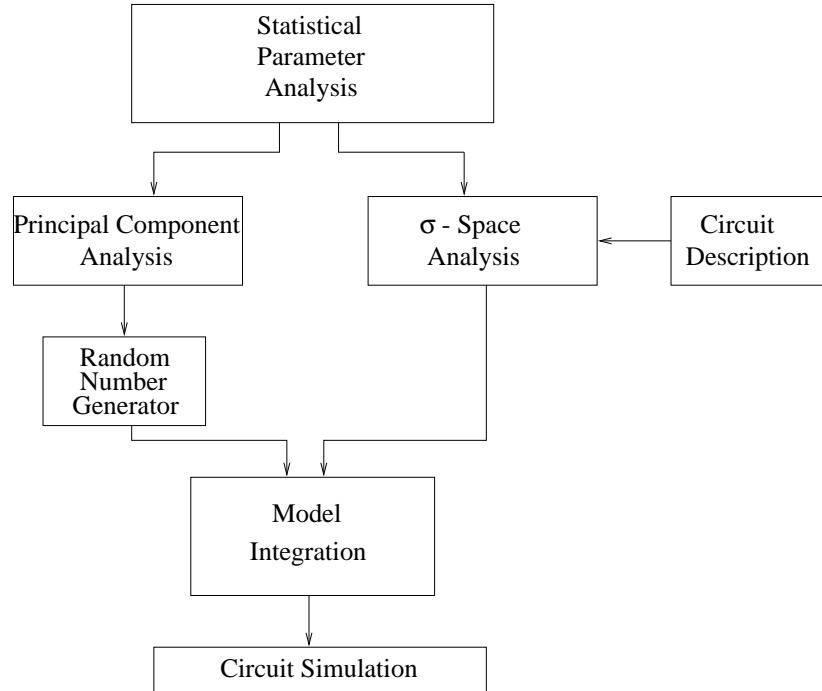 Statistical
Parameter
Analysis
Principal Component
Analysis
σ - Space
Analysis
Circuit
Description
Random
Number
Generator
Model
Integration
Circuit Simulation